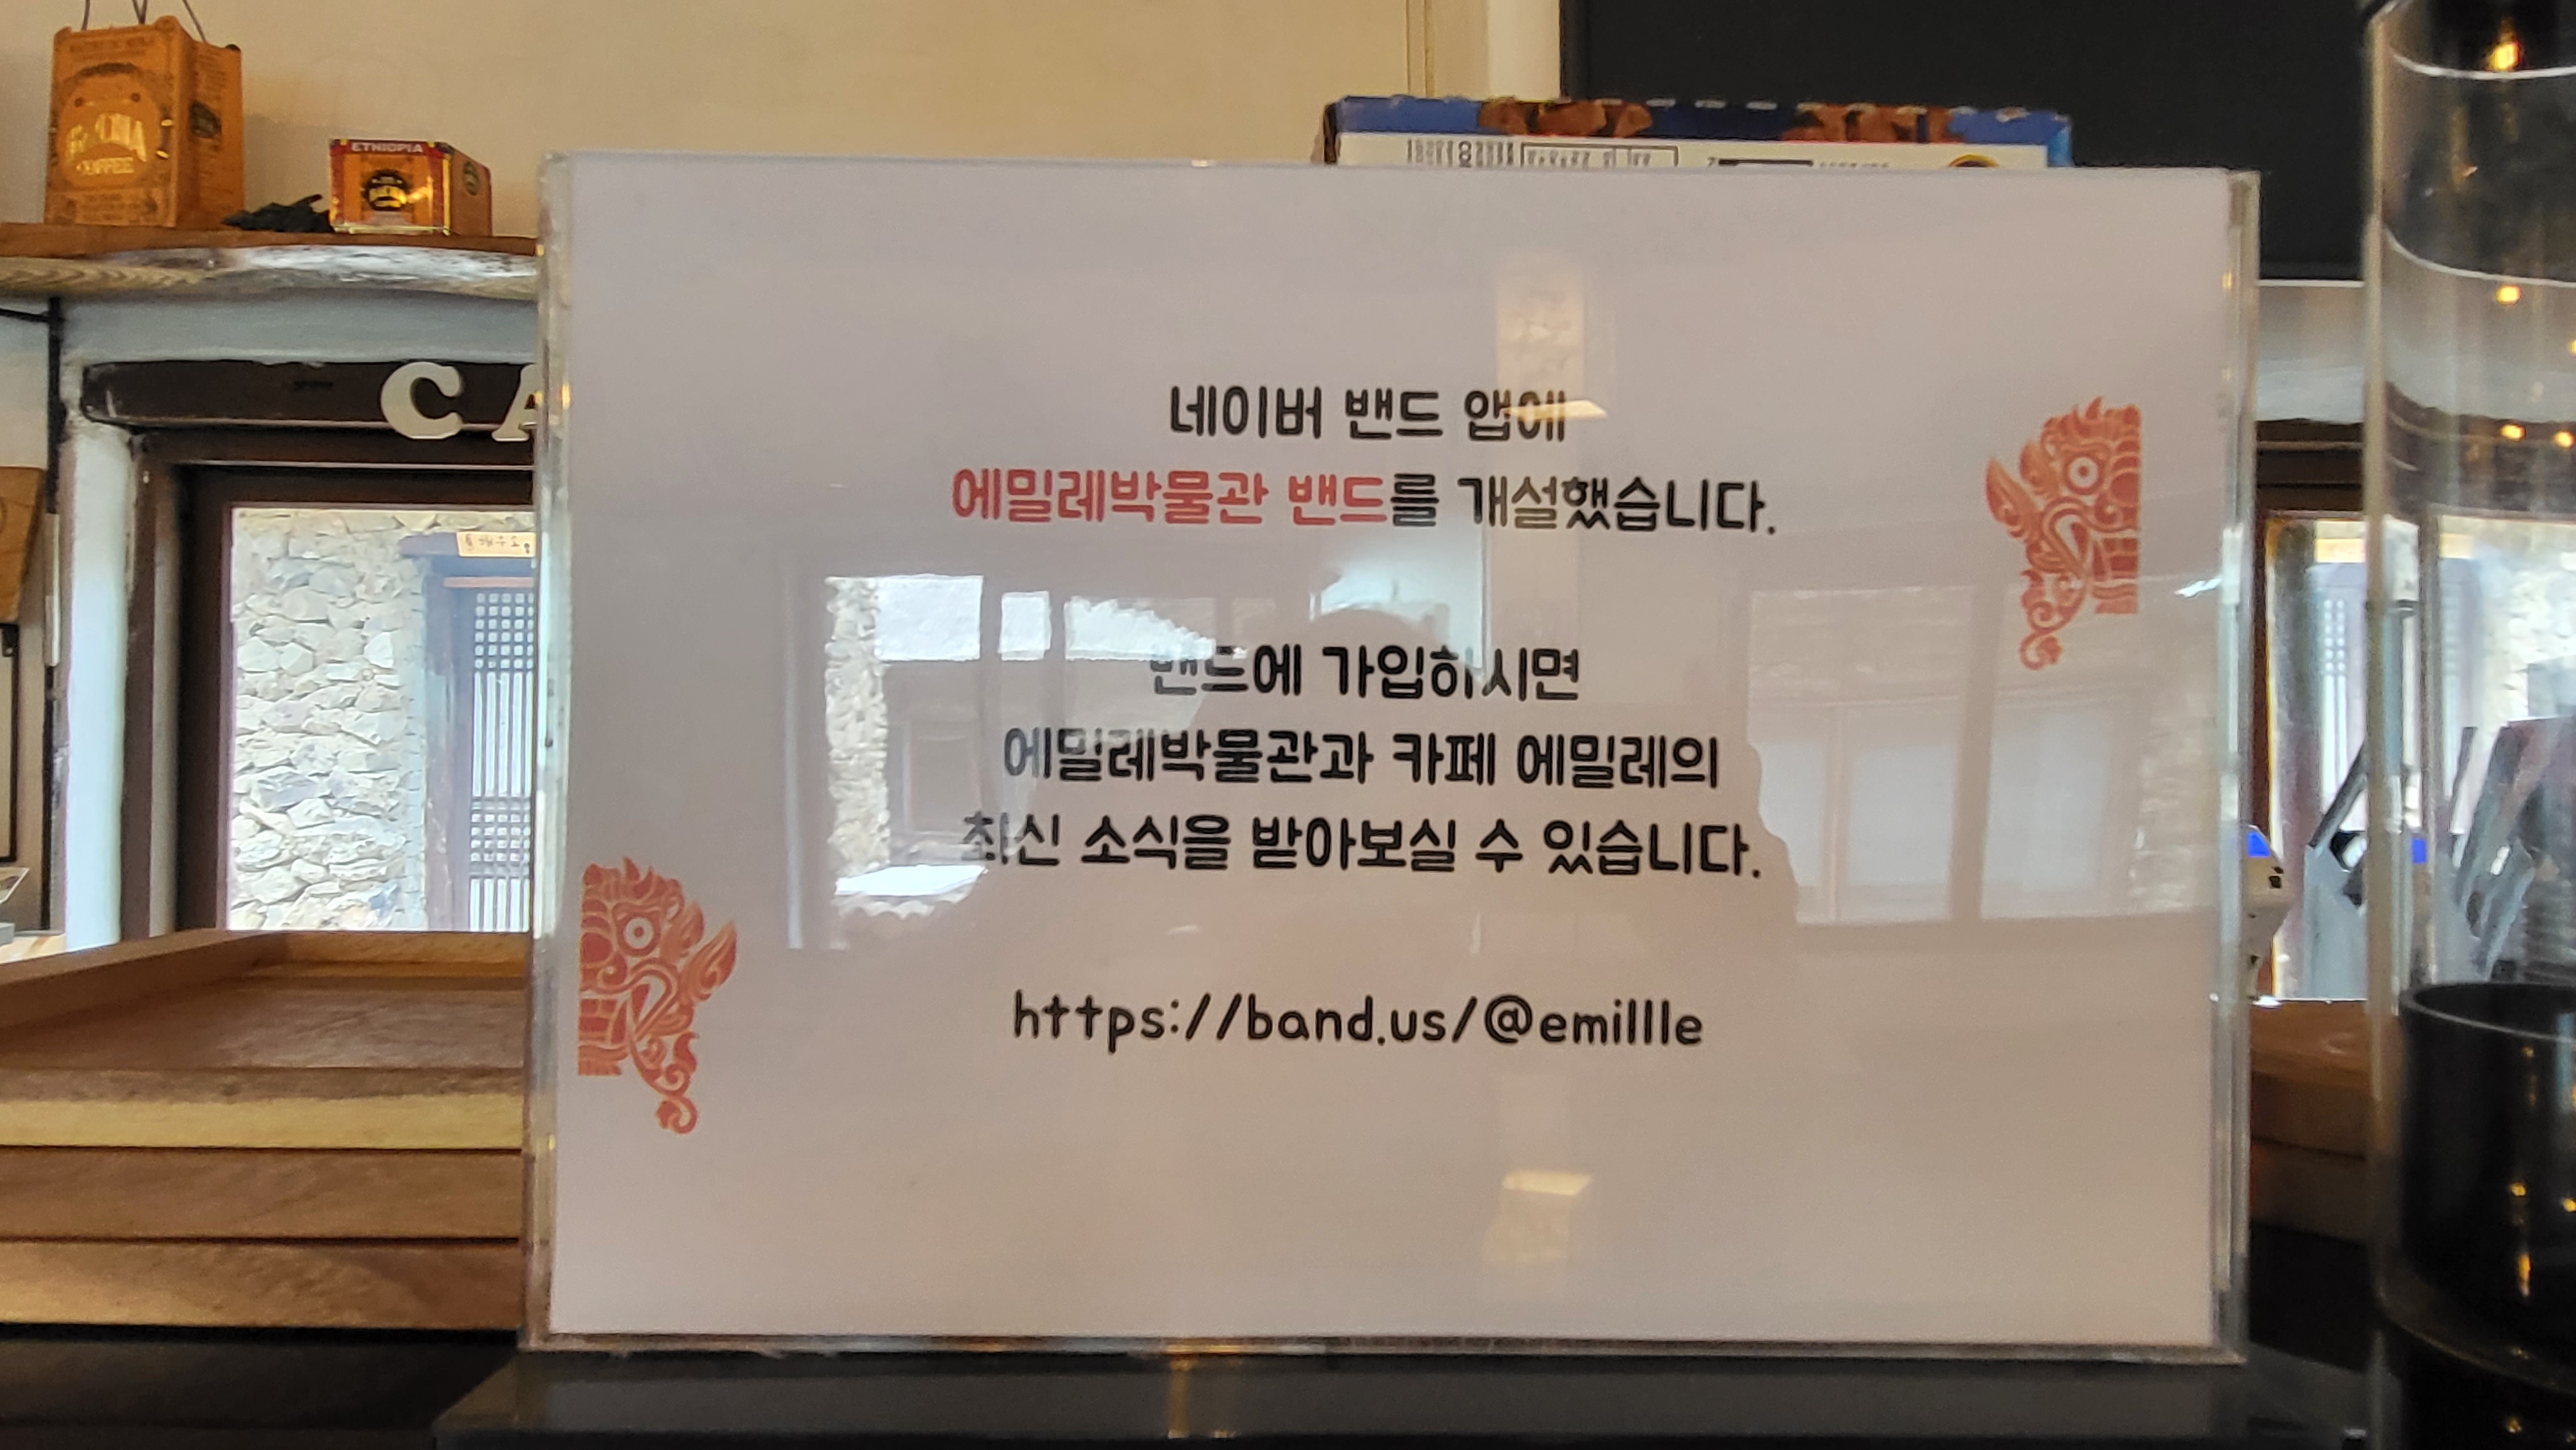 ETHIOPIA
COFFEE
CA
네이버 밴드 앱에
에밀레박물관 밴드를 개설했습니다.
밴드에 가입하시면
에밀레박물관과 카페 에밀레의
최신 소식을 받아보실 수 있습니다.
https://band.us/@emillle